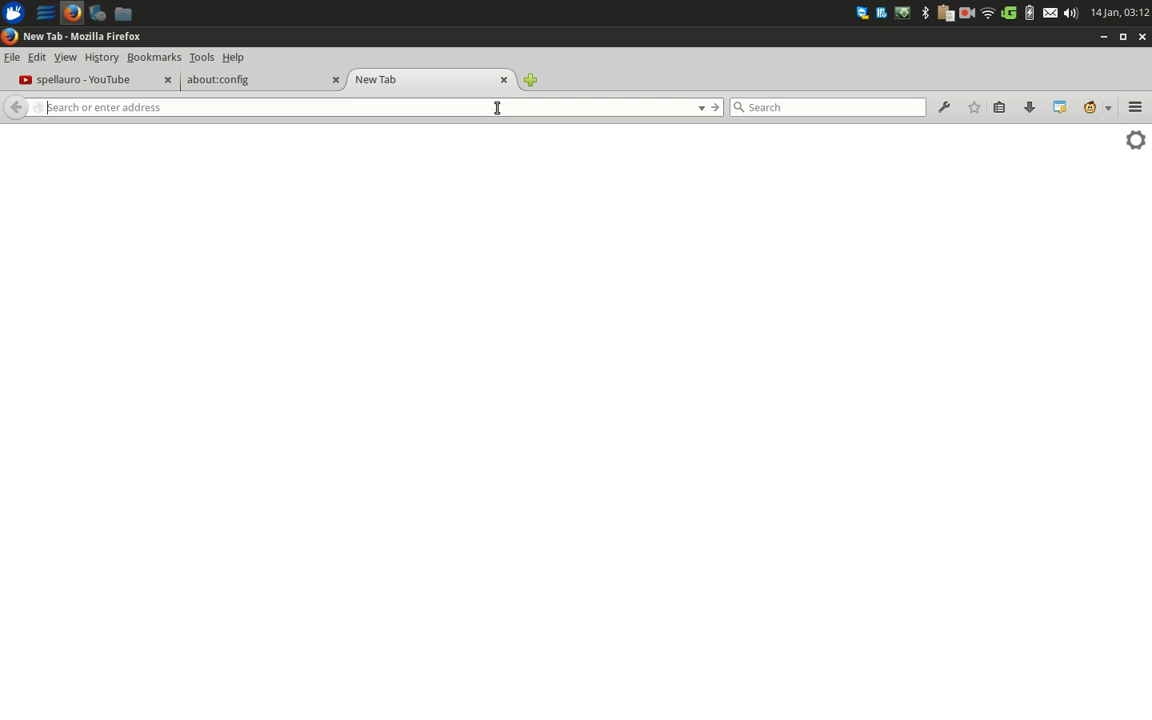 14 Jan, 03:12
New Tab - Mozilla Firefox
File Edit View History Bookmarks Tools Help
spellauro - YouTube about:config New Tab
Search or enter address Search